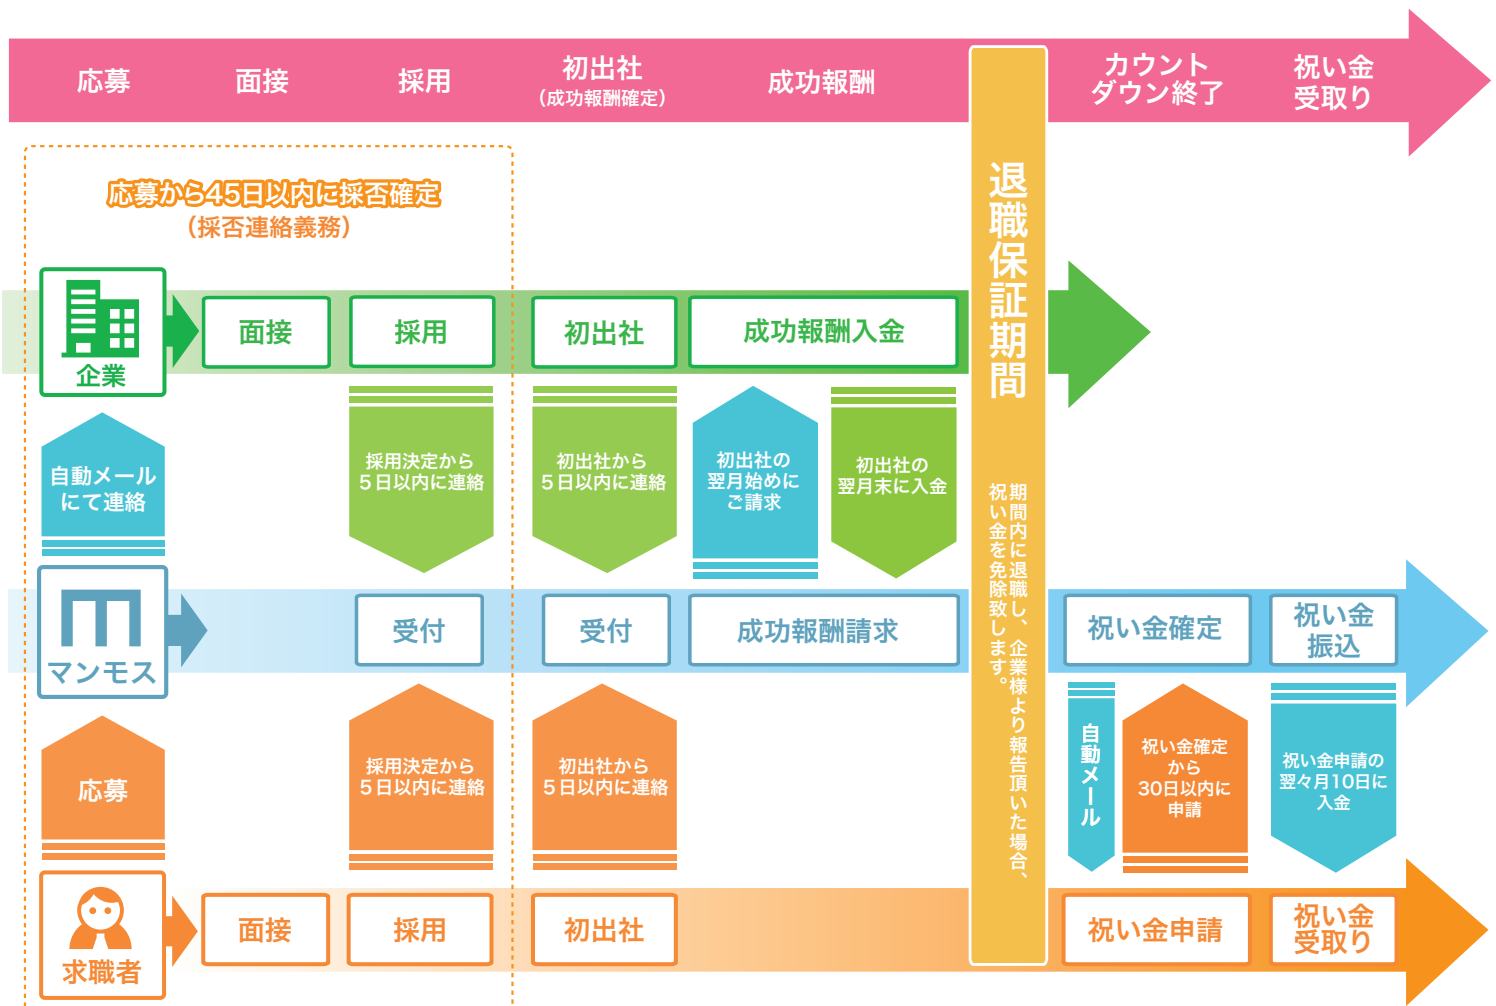 応募
面接
採用
初出社
（成功報酬確定）
成功報酬
カウント
ダウン終了
祝い金
受取り
応募から45日以内に採否確定
（採否連絡義務）
退職保証期間
期間内に退職し、企業様より報告頂いた場合、
祝い金を免除致します。
企業
面接
採用
初出社
成功報酬入金
自動メール
にて連絡
採用決定から
５日以内に連絡
初出社から
５日以内に連絡
初出社の
翌月始めに
ご請求
初出社の
翌月末に入金
マンモス
受付
受付
成功報酬請求
祝い金確定
祝い金
振込
応募
採用決定から
５日以内に連絡
初出社から
５日以内に連絡
自動メール
祝い金確定
から
30日以内に
申請
祝い金申請の
翌々月10日に
入金
求職者
面接
採用
初出社
祝い金申請
祝い金
受取り